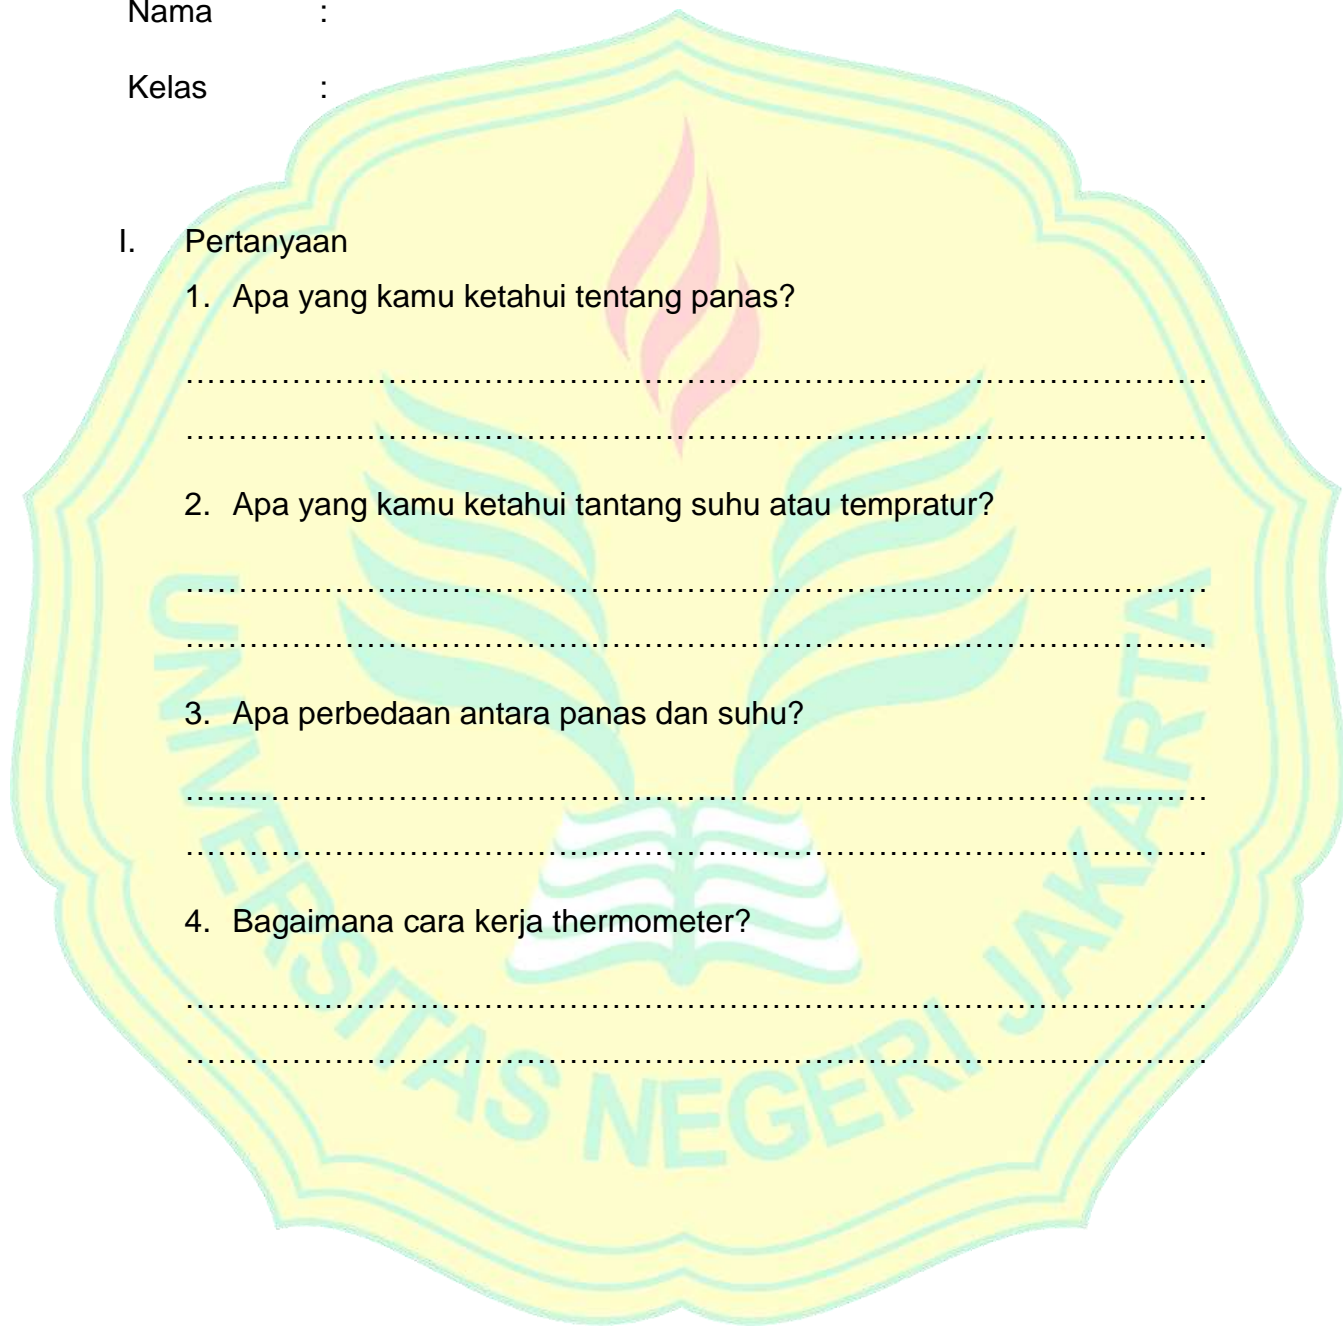 Nama :
Kelas :
I. Pertanyaan
1. Apa yang kamu ketahui tentang panas?
……………………………………………………………………………………
……………………………………………………………………………………
2. Apa yang kamu ketahui tantang suhu atau tempratur?
……………………………………………………………………………………
……………………………………………………………………………………
3. Apa perbedaan antara panas dan suhu?
……………………………………………………………………………………
……………………………………………………………………………………
4. Bagaimana cara kerja thermometer?
……………………………………………………………………………………
……………………………………………………………………………………
UNIVERSITAS NEGERI JAKARTA